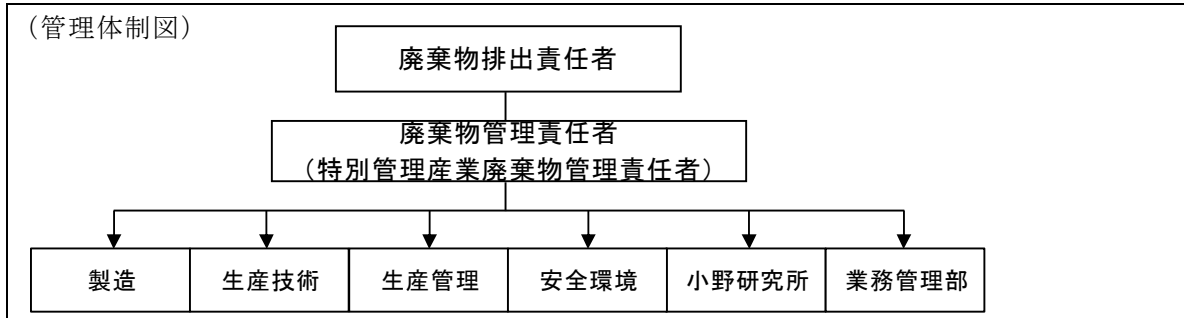 （管理体制図）
廃棄物排出責任者
廃棄物管理責任者
（特別管理産業廃棄物管理責任者）
製造
生産技術
生産管理
安全環境
小野研究所
業務管理部